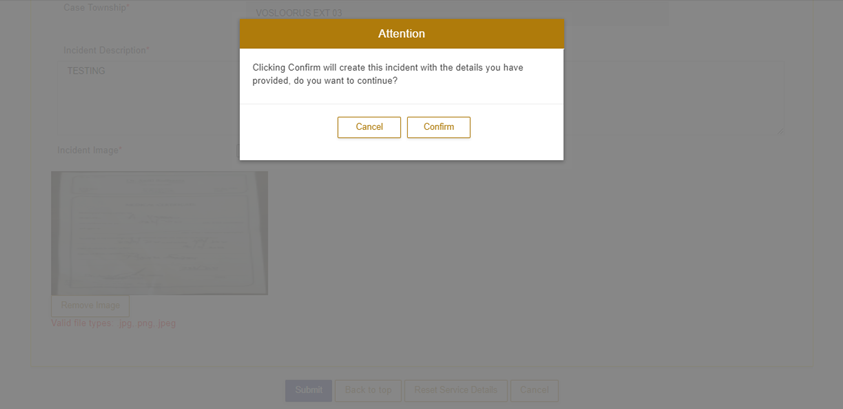 Case Township*
VOSLOORUS EXT 03
Attention
Clicking Confirm will create this incident with the details you have
provided, do you want to continue?
Incident Description*
TESTING
Cancel
Confirm
Incident Image*
Remove Image
Valid file types: .jpg, .png, .jpeg
Submit
Back to Top
Reset Service Details
Cancel